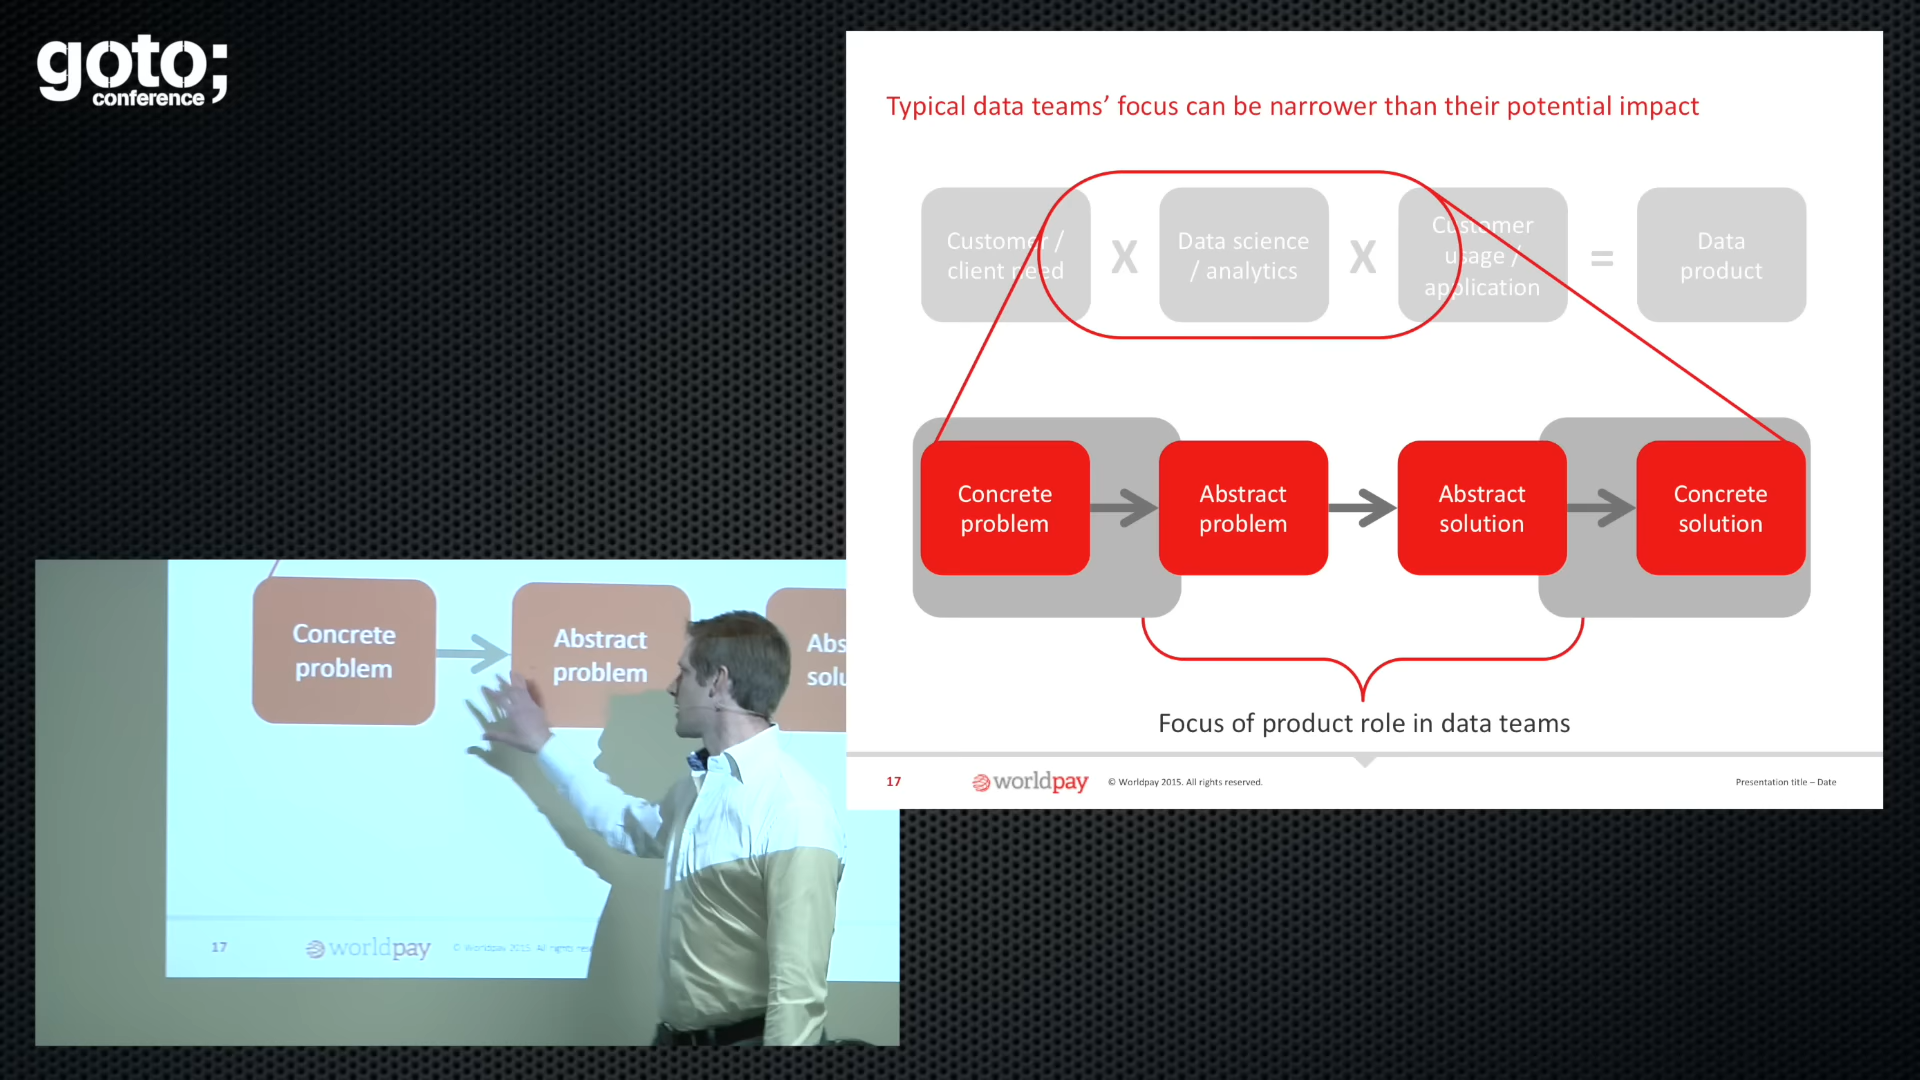 goto;
conference
Typical data teams’ focus can be narrower than their potential impact
Customer /
client need
X
Data science
/ analytics
X
Customer
usage /
application
=
Data
product
Concrete
problem
Abstract
problem
Abstract
solution
Concrete
solution
Focus of product role in data teams
17
worldpay
© Worldpay 2015. All rights reserved.
Presentation title – Date
Concrete
problem
Abstract
problem
Abs
solu
17
worldpay
© Worldpay 2015. All rights res